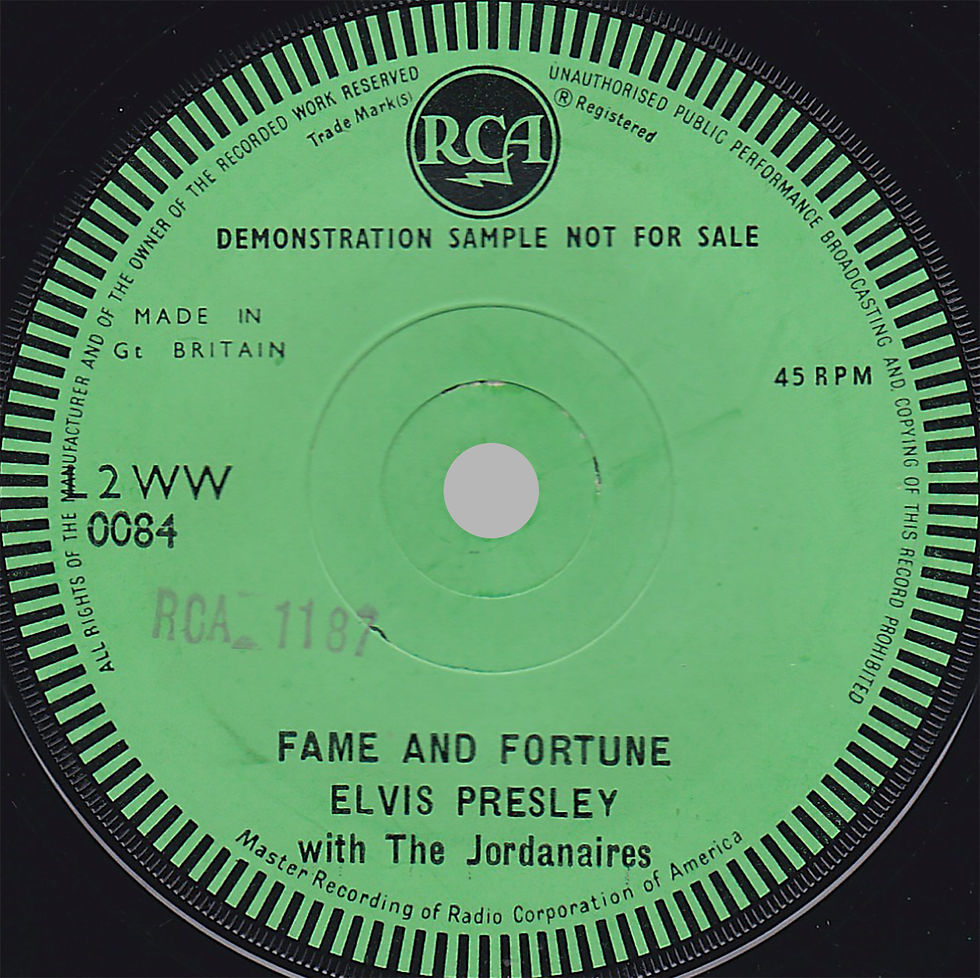 ALL RIGHTS OF THE MANUFACTURER AND OF THE OWNER OF THE RECORDED WORK RESERVED
UNAUTHORISED PUBLIC PERFORMANCE BROADCASTING AND COPYING OF THIS RECORD PROHIBITED
Trade Mark(s)
® Registered
RCA
DEMONSTRATION SAMPLE NOT FOR SALE
MADE IN
Gt BRITAIN
45 RPM
L2WW
0084
RCA_1187
FAME AND FORTUNE
ELVIS PRESLEY
with The Jordanaires
Master Recording of Radio Corporation of America